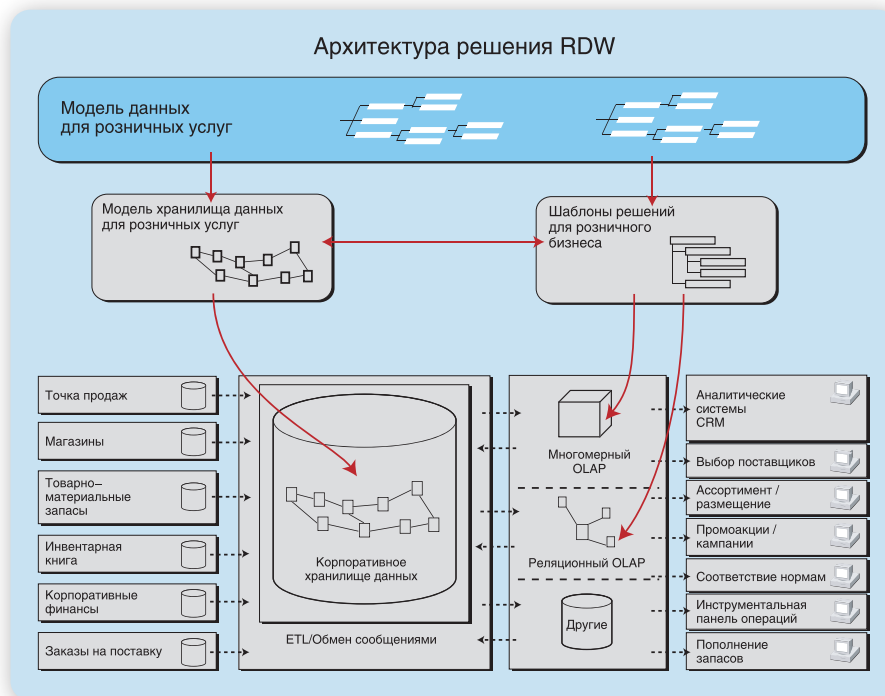 Архитектура решения RDW
Модель данных
для розничных услуг
Модель хранилища данных
для розничных услуг
Шаблоны решений
для розничного
бизнеса
Точка продаж
Магазины
Товарно–
материальные
запасы
Инвентарная
книга
Корпоративные
финансы
Заказы на поставку
Корпоративное
хранилище данных
ETL/Обмен сообщениями
Многомерный
OLAP
Реляционный OLAP
Другие
Аналитические
системы
CRM
Выбор поставщиков
Ассортимент /
размещение
Промоакции /
кампании
Соответствие нормам
Инструментальная
панель операций
Пополнение
запасов